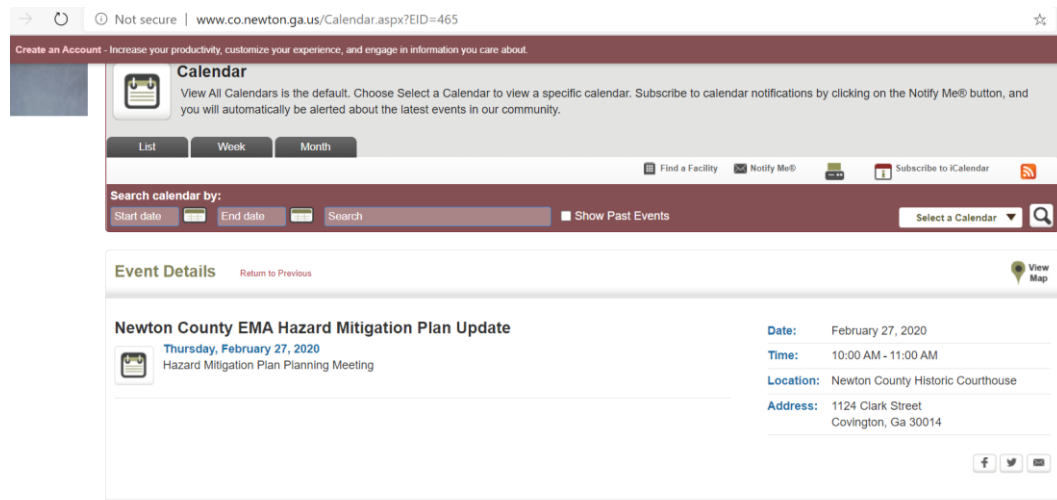 Not secure | www.co.newton.ga.us/Calendar.aspx?EID=465
Create an Account - Increase your productivity, customize your experience, and engage in information you care about.
Calendar
View All Calendars is the default. Choose Select a Calendar to view a specific calendar. Subscribe to calendar notifications by clicking on the Notify Me® button, and
you will automatically be alerted about the latest events in our community.
List Week Month
Find a Facility Notify Me® Subscribe to iCalendar
Search calendar by:
Start date End date Search Show Past Events Select a Calendar
Event Details Return to Previous View
Map
Newton County EMA Hazard Mitigation Plan Update
Thursday, February 27, 2020
Hazard Mitigation Plan Planning Meeting
Date: February 27, 2020
Time: 10:00 AM - 11:00 AM
Location: Newton County Historic Courthouse
Address: 1124 Clark Street
Covington, Ga 30014